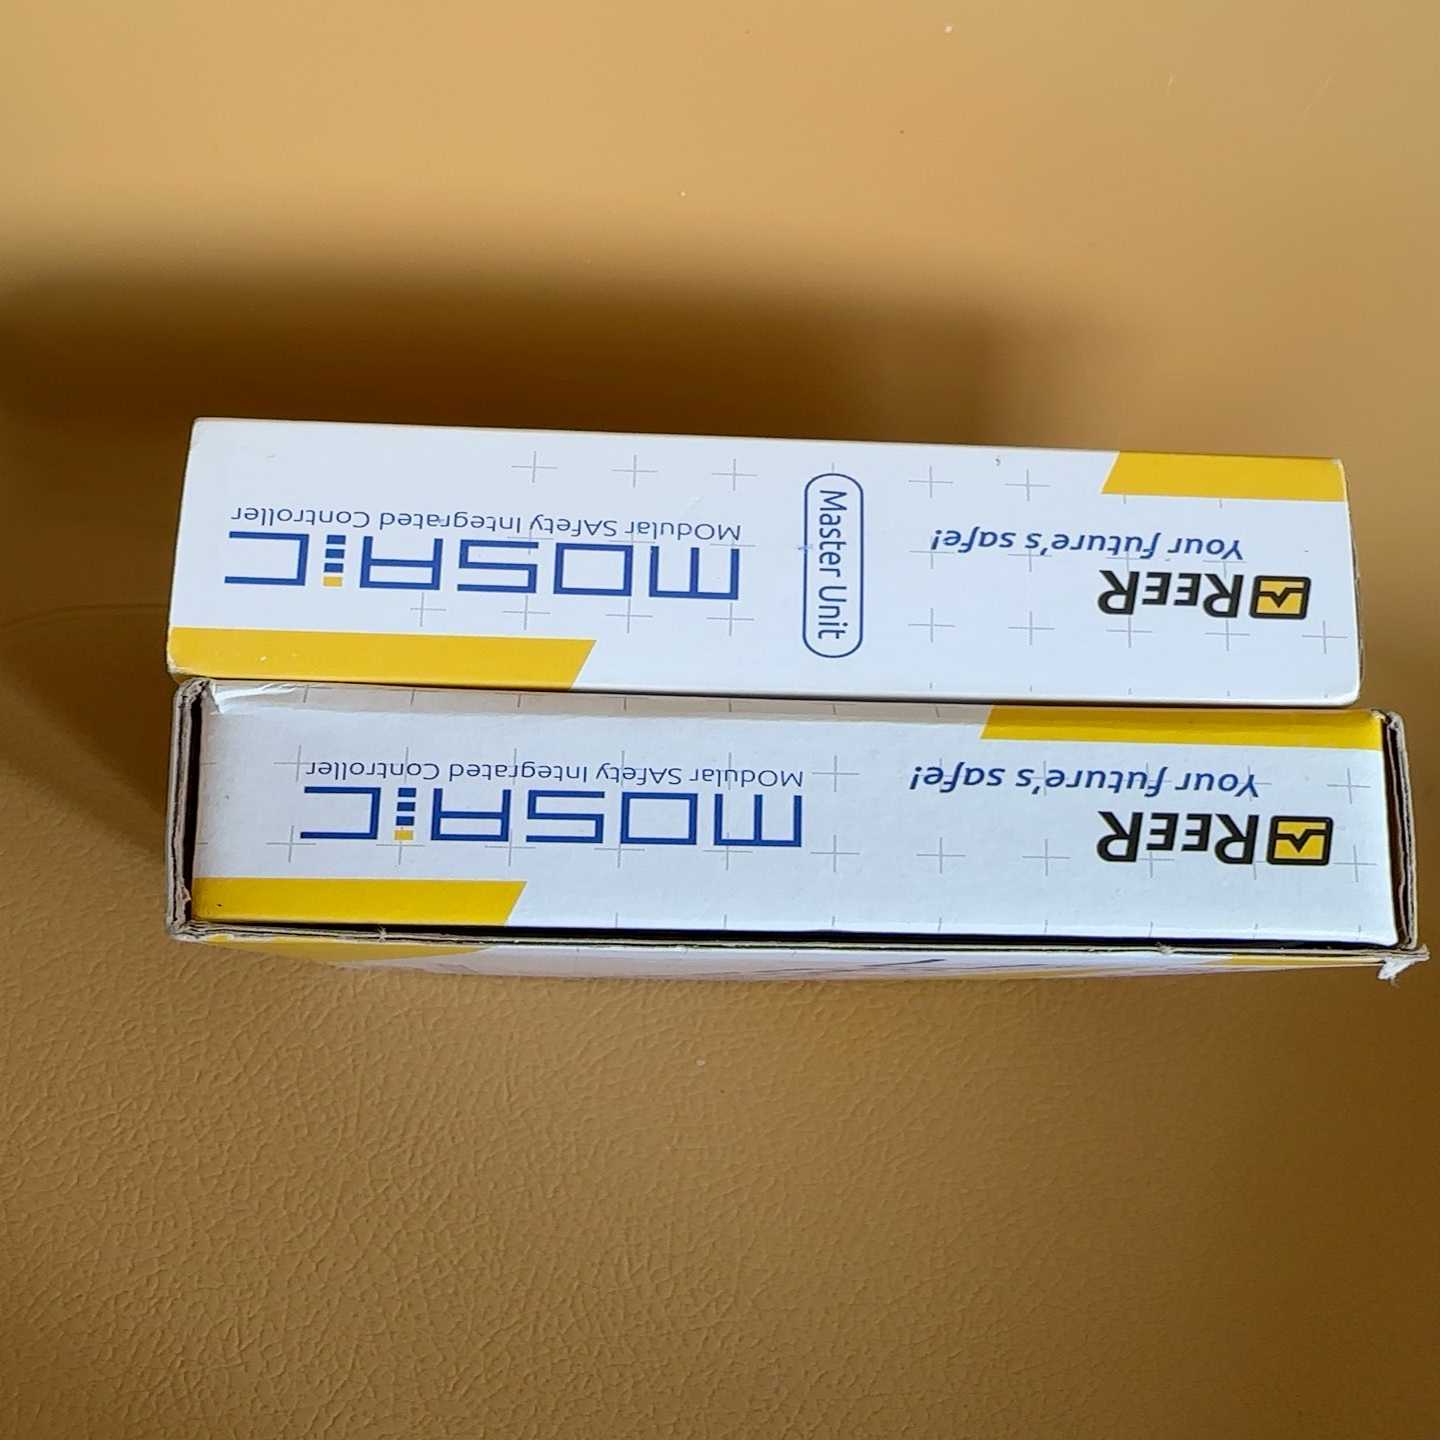 REER
Your future's safe!
MOSAIC
MOdular SAfety Integrated Controller
REER
Your future's safe!
Master Unit
MOSAIC
MOdular SAfety Integrated Controller